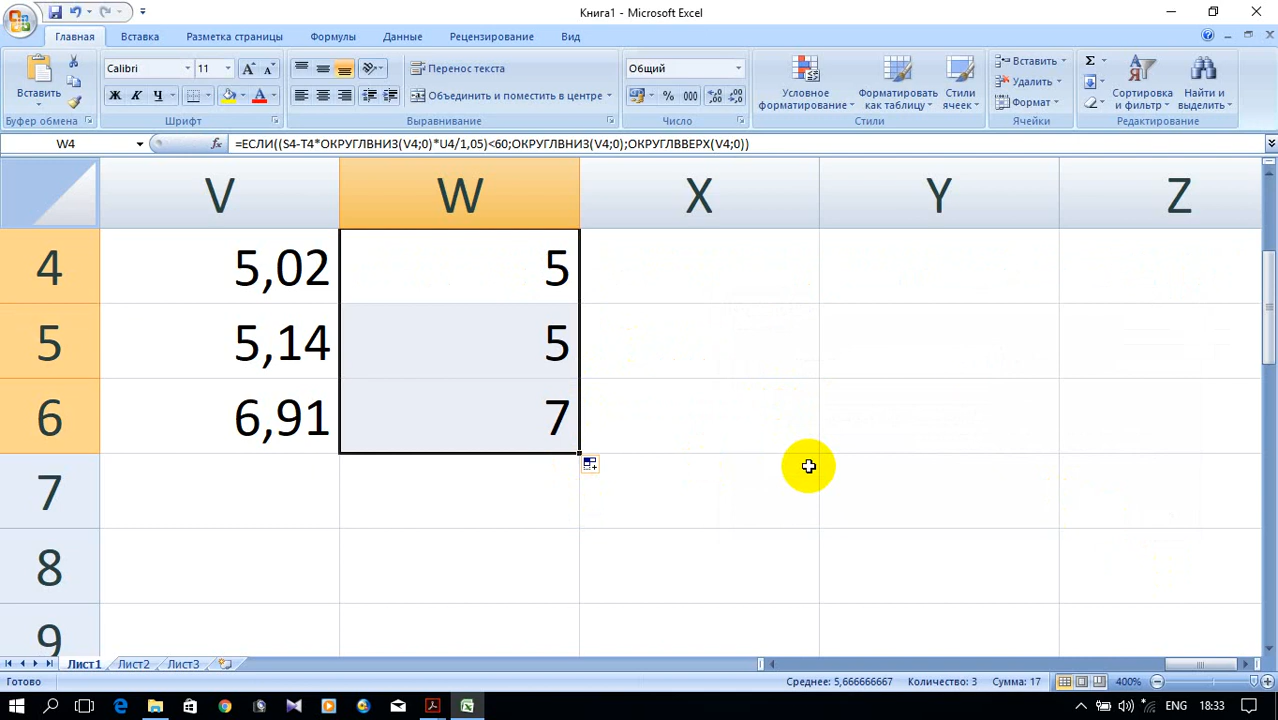 Книга1 - Microsoft Excel
Главная Вставка Разметка страницы Формулы Данные Рецензирование Вид
Calibri 11 Перенос текста Общий Вставить
Вставить Удалить
Ж К Ч Объединить и поместить в центре % 000 Условное форматирование Форматировать как таблицу Стили ячеек Формат Сортировка и фильтр Найти и выделить
Буфер обмена Шрифт Выравнивание Число Стили Ячейки Редактирование
W4 fx =ЕСЛИ((S4-T4*ОКРУГЛВНИЗ(V4;0)*U4/1,05)<60;ОКРУГЛВНИЗ(V4;0);ОКРУГЛВВЕРХ(V4;0))
V W X Y Z
4 5,02 5
5 5,14 5
6 6,91 7
7
8
9
Лист1 Лист2 Лист3
Готово Среднее: 5,666666667 Количество: 3 Сумма: 17 400%
ENG 18:33